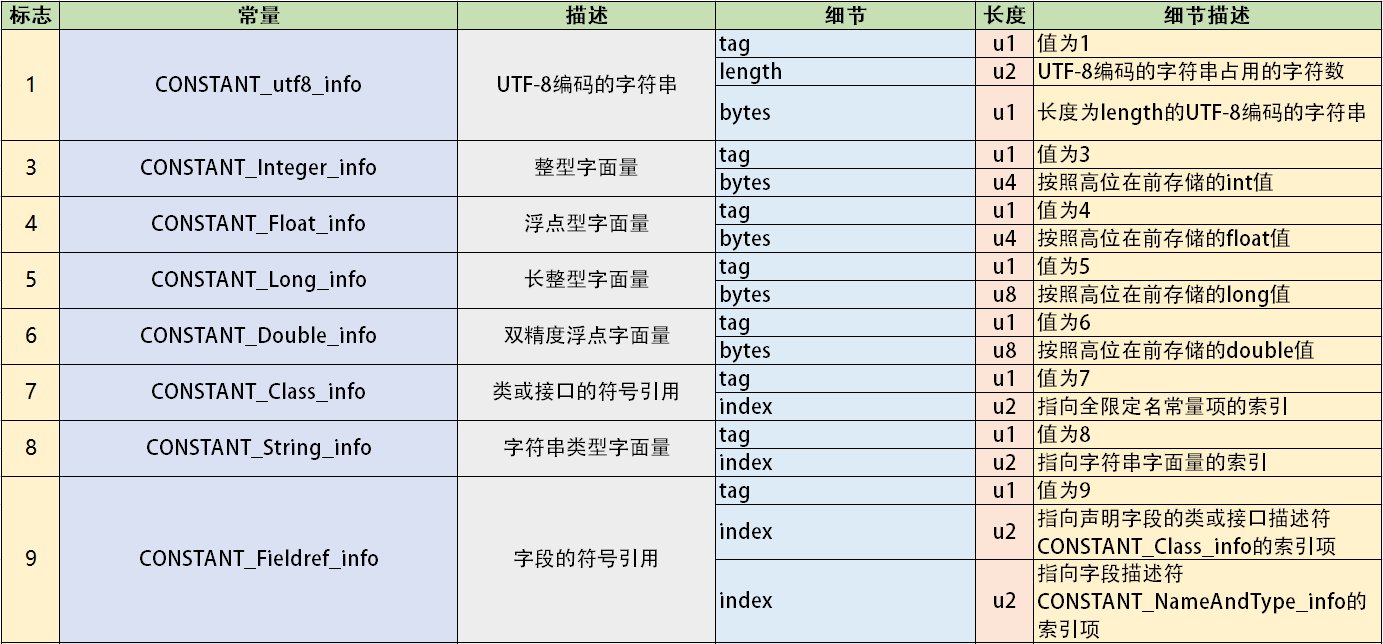 标志 常量 描述 细节 长度 细节描述
1 CONSTANT_utf8_info UTF-8编码的字符串 tag u1 值为1
length u2 UTF-8编码的字符串占用的字符数
bytes u1 长度为length的UTF-8编码的字符串
3 CONSTANT_Integer_info 整型字面量 tag u1 值为3
bytes u4 按照高位在前存储的int值
4 CONSTANT_Float_info 浮点型字面量 tag u1 值为4
bytes u4 按照高位在前存储的float值
5 CONSTANT_Long_info 长整型字面量 tag u1 值为5
bytes u8 按照高位在前存储的long值
6 CONSTANT_Double_info 双精度浮点字面量 tag u1 值为6
bytes u8 按照高位在前存储的double值
7 CONSTANT_Class_info 类或接口的符号引用 tag u1 值为7
index u2 指向全限定名常量项的索引
8 CONSTANT_String_info 字符串类型字面量 tag u1 值为8
index u2 指向字符串字面量的索引
9 CONSTANT_Fieldref_info 字段的符号引用 tag u1 值为9
index u2 指向声明字段的类或接口描述符
CONSTANT_Class_info的索引项
index u2 指向字段描述符
CONSTANT_NameAndType_info的
索引项